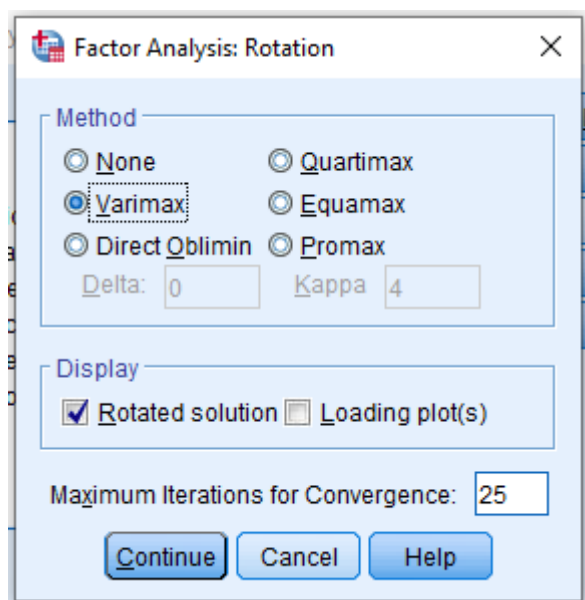 Factor Analysis: Rotation
Method
None Quartimax
Varimax Equamax
Direct Oblimin Promax
Delta: 0 Kappa 4
Display
Rotated solution Loading plot(s)
Maximum Iterations for Convergence: 25
Continue Cancel Help